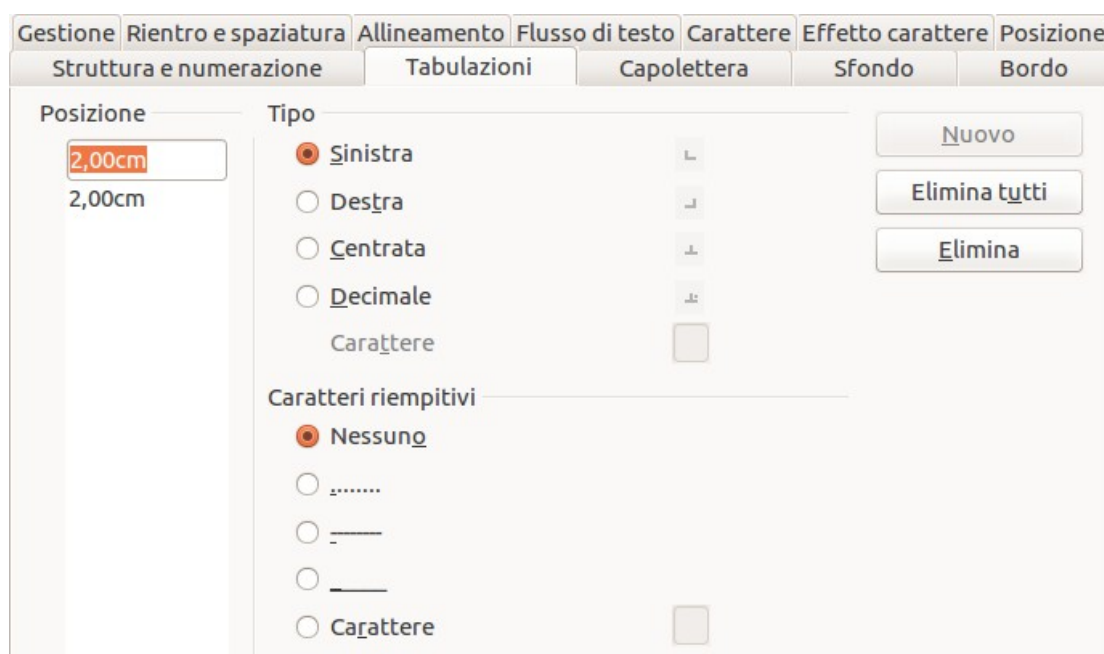 Gestione Rientro e spaziatura Allineamento Flusso di testo Carattere Effetto carattere Posizione
Struttura e numerazione Tabulazioni Capolettera Sfondo Bordo
Posizione
2,00cm
2,00cm
Tipo
Sinistra
Destra
Centrata
Decimale
Carattere
Caratteri riempitivi
Nessuno
........
--------
______
Carattere
Nuovo
Elimina tutti
Elimina